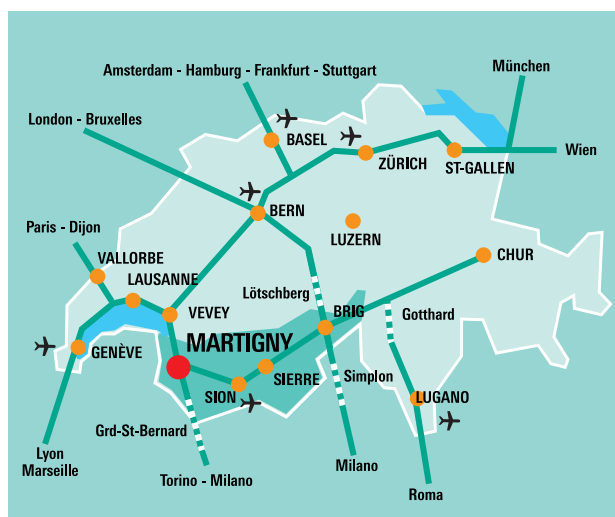 München
Amsterdam - Hamburg - Frankfurt - Stuttgart
London - Bruxelles
BASEL
ZÜRICH
ST-GALLEN
Wien
BERN
Paris - Dijon
LUZERN
VALLORBE
CHUR
LAUSANNE
Lötschberg
VEVEY
BRIG
Gotthard
MARTIGNY
GENÈVE
SIERRE
Simplon
SION
LUGANO
Grd-St-Bernard
Lyon
Marseille
Torino - Milano
Milano
Roma